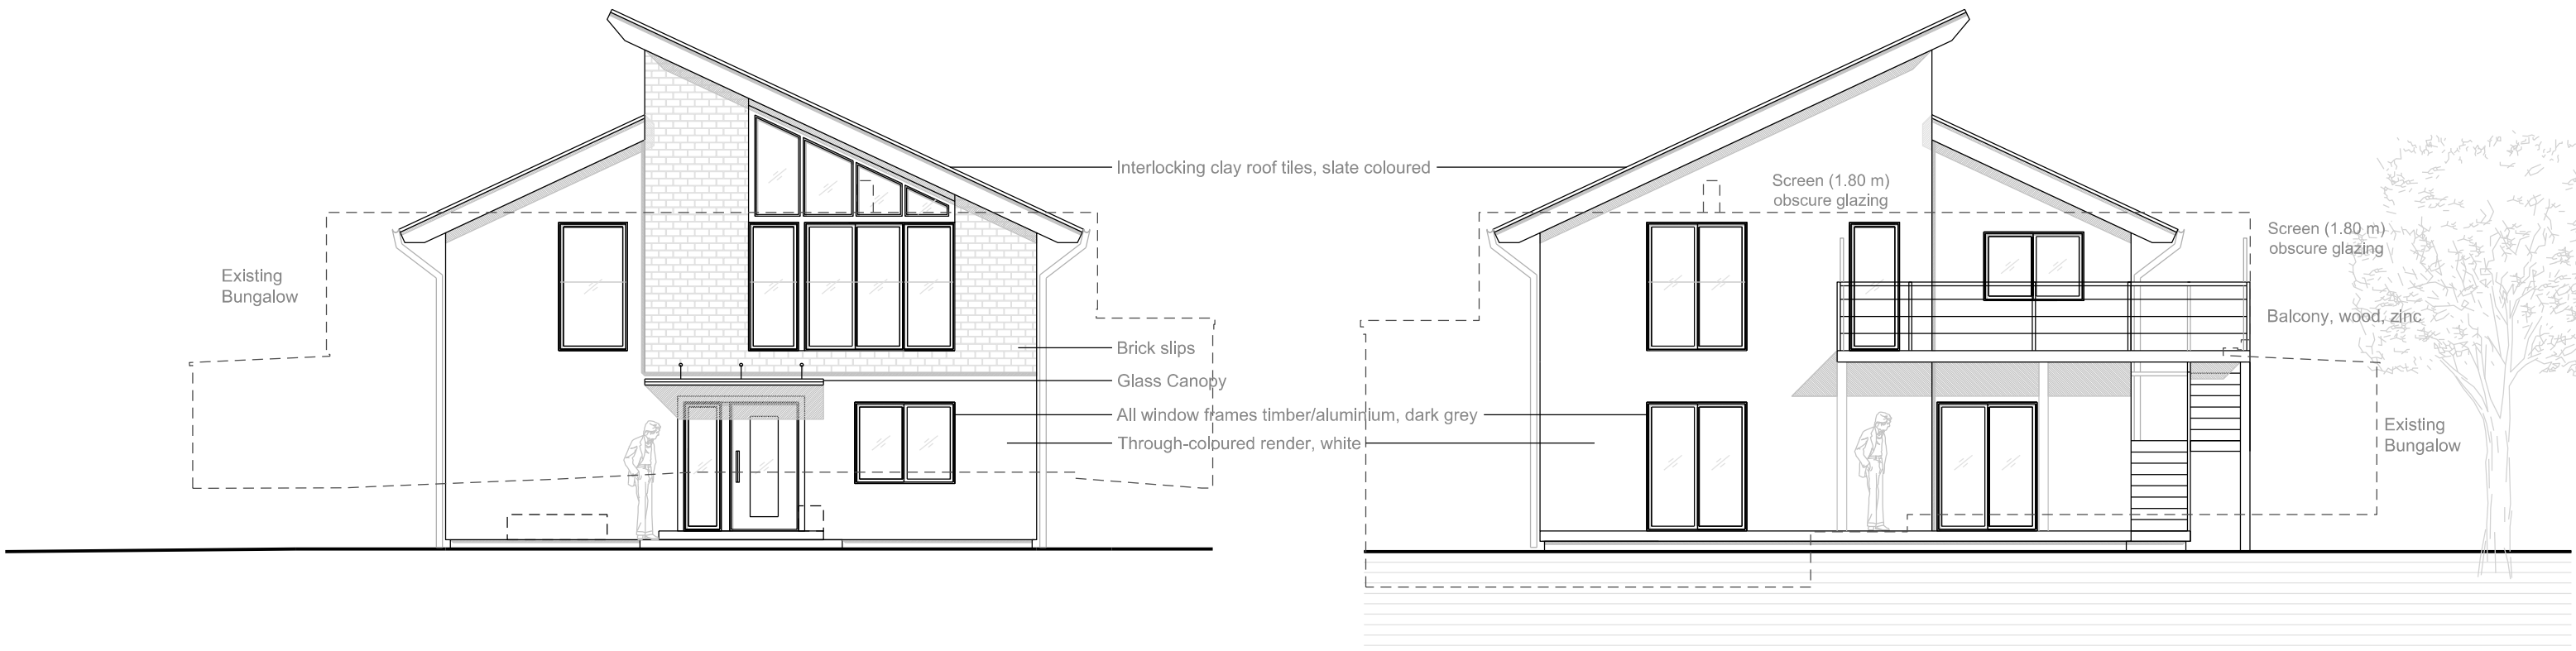 Interlocking clay roof tiles, slate coloured
Screen (1.80 m)
obscure glazing
Screen (1.80 m)
obscure glazing
Existing
Bungalow
Balcony, wood, zinc
Brick slips
Glass Canopy
All window frames timber/aluminium, dark grey
Through-coloured render, white
Existing
Bungalow